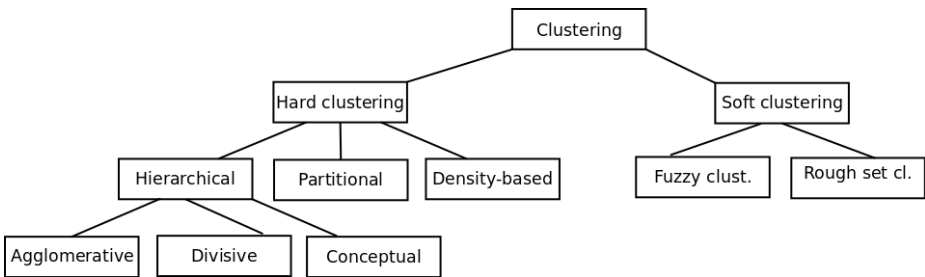 Clustering
Hard clustering
Soft clustering
Hierarchical
Partitional
Density-based
Fuzzy clust.
Rough set cl.
Agglomerative
Divisive
Conceptual